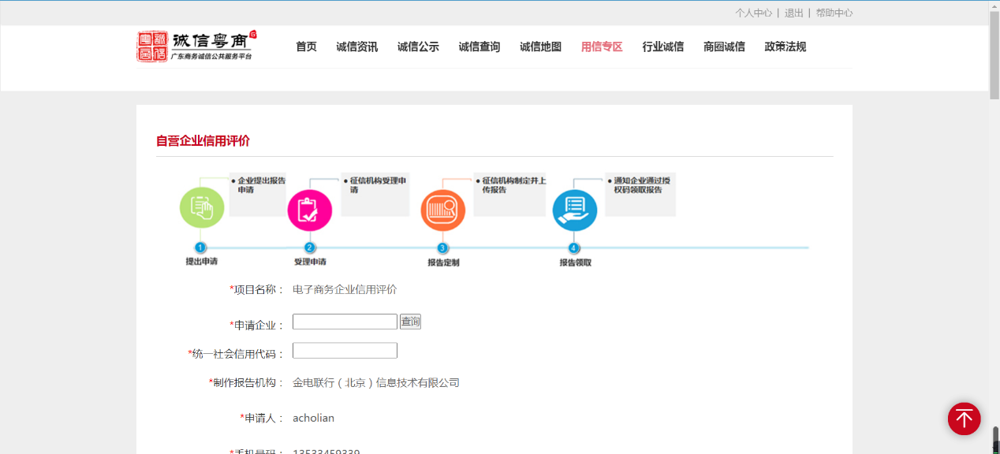 个人中心 | 退出 | 帮助中心
诚信粤商
广东商务诚信公共服务平台
首页 诚信资讯 诚信公示 诚信查询 诚信地图 用信专区 行业诚信 商圈诚信 政策法规
自营企业信用评价
• 企业提出报告
申请
• 征信机构受理申
请
• 征信机构制定并上
传报告
• 通知企业通过授
权码领取报告
1 2 3 4
提出申请 受理申请 报告定制 报告领取
*项目名称： 电子商务企业信用评价
*申请企业： 查询
*统一社会信用代码：
*制作报告机构： 金电联行（北京）信息技术有限公司
*申请人： acholian
*手机号码： 13533459339